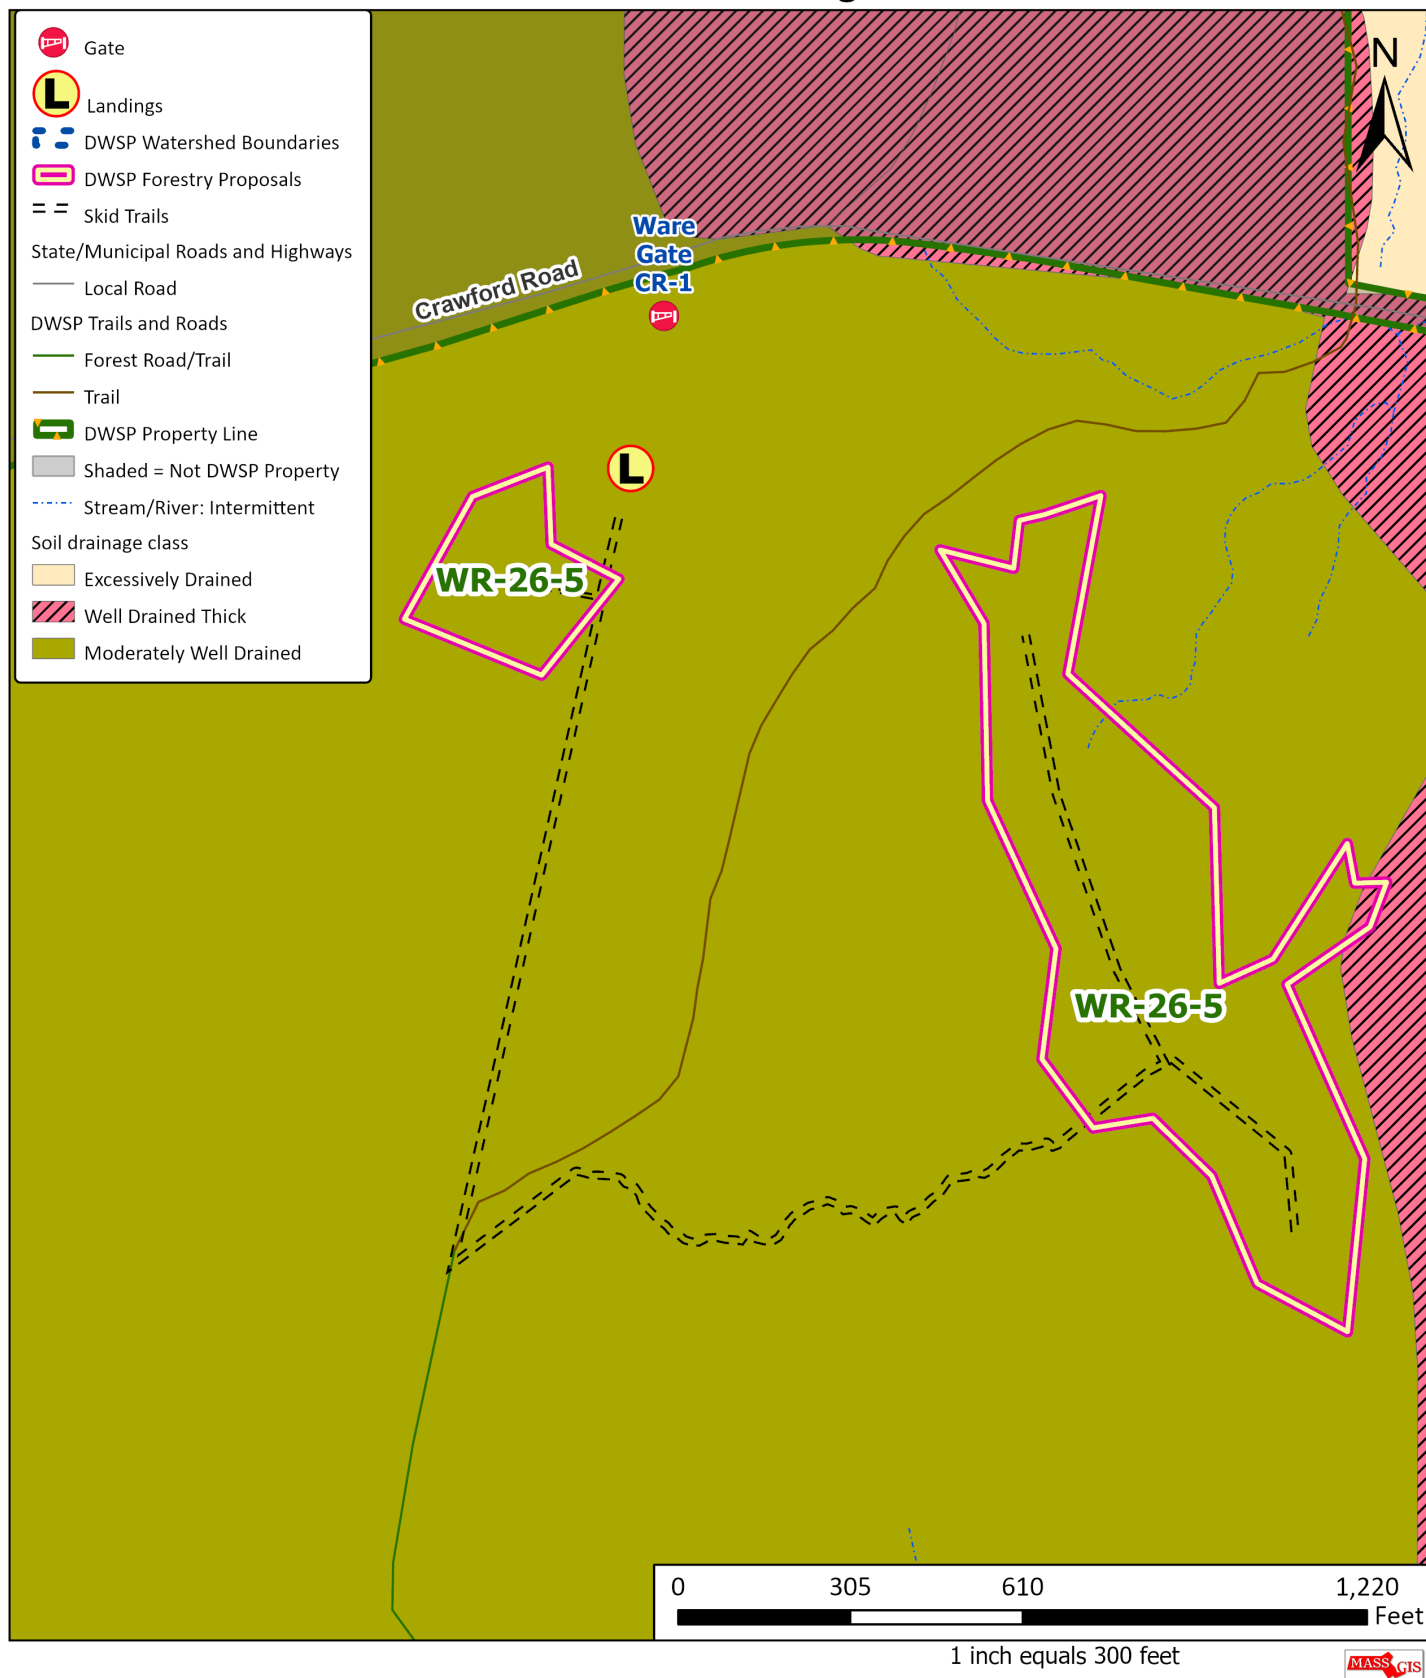 Gate
L
Landings
DWSP Watershed Boundaries
DWSP Forestry Proposals
Skid Trails
State/Municipal Roads and Highways
Local Road
DWSP Trails and Roads
Forest Road/Trail
Trail
DWSP Property Line
Shaded = Not DWSP Property
Stream/River: Intermittent
Soil drainage class
Excessively Drained
Well Drained Thick
Moderately Well Drained
N
Ware
Gate
CR-1
Crawford Road
L
WR-26-5
WR-26-5
0 305 610 1,220
Feet
1 inch equals 300 feet
MASS GIS